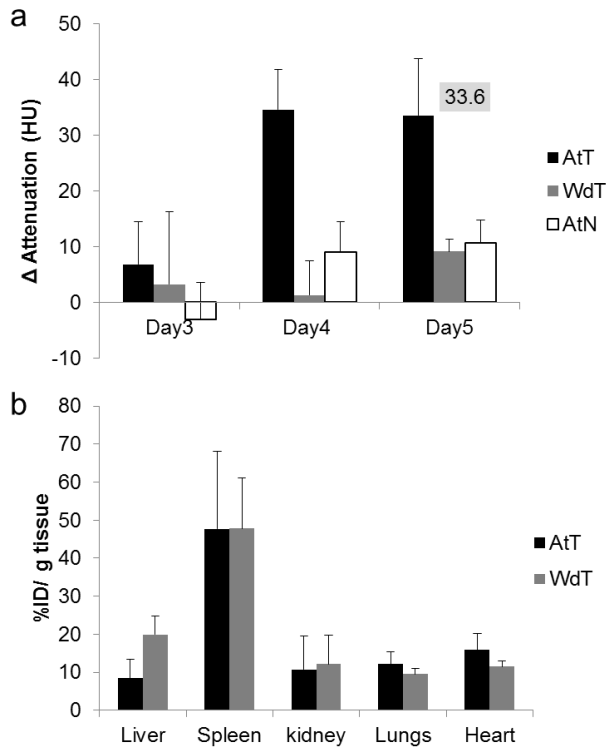 a
Δ Attenuation (HU)
50
40
30
20
10
0
-10
33.6
Day3 Day4 Day5
AtT
WdT
AtN
b
%ID/ g tissue
80
70
60
50
40
30
20
10
0
Liver Spleen kidney Lungs Heart
AtT
WdT